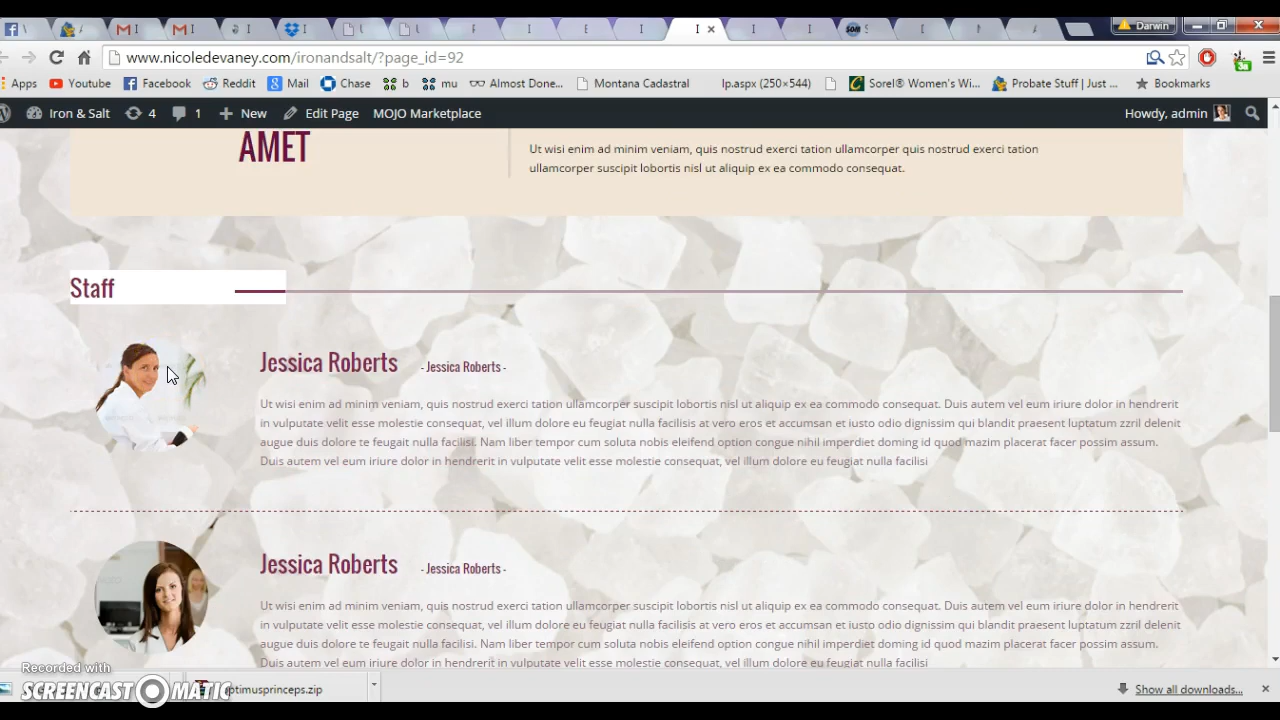 Darwin
www.nicoledevaney.com/ironandsalt/?page_id=92
Apps Youtube Facebook Reddit Mail Chase b mu Almost Done... Montana Cadastral lp.aspx (250×544) Sorel® Women's Wi... Probate Stuff | Just ... Bookmarks
Iron & Salt 4 1 New Edit Page MOJO Marketplace Howdy, admin
AMET
Ut wisi enim ad minim veniam, quis nostrud exerci tation ullamcorper quis nostrud exerci tation
ullamcorper suscipit lobortis nisl ut aliquip ex ea commodo consequat.
Staff
Jessica Roberts - Jessica Roberts -
Ut wisi enim ad minim veniam, quis nostrud exerci tation ullamcorper suscipit lobortis nisl ut aliquip ex ea commodo consequat. Duis autem vel eum iriure dolor in hendrerit
in vulputate velit esse molestie consequat, vel illum dolore eu feugiat nulla facilisis at vero eros et accumsan et iusto odio dignissim qui blandit praesent luptatum zzril delenit
augue duis dolore te feugait nulla facilisi. Nam liber tempor cum soluta nobis eleifend option congue nihil imperdiet doming id quod mazim placerat facer possim assum.
Duis autem vel eum iriure dolor in hendrerit in vulputate velit esse molestie consequat, vel illum dolore eu feugiat nulla facilisi
Jessica Roberts - Jessica Roberts -
Ut wisi enim ad minim veniam, quis nostrud exerci tation ullamcorper suscipit lobortis nisl ut aliquip ex ea commodo consequat. Duis autem vel eum iriure dolor in hendrerit
in vulputate velit esse molestie consequat, vel illum dolore eu feugiat nulla facilisis at vero eros et accumsan et iusto odio dignissim qui blandit praesent luptatum zzril delenit
augue duis dolore te feugait nulla facilisi. Nam liber tempor cum soluta nobis eleifend option congue nihil imperdiet doming id quod mazim placerat facer possim assum.
Duis autem vel eum iriure dolor in hendrerit in vulputate velit esse molestie consequat, vel illum dolore eu feugiat nulla facilisi
Recorded with
SCREENCAST MATIC
ptimusprinceps.zip
Show all downloads...